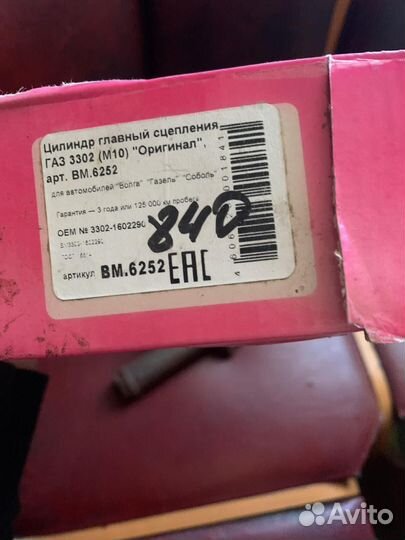 Цилиндр главный сцепления
ГАЗ 3302 (М10) "Оригинал",
арт. ВМ.6252
для автомобилей "Волга" "Газель" "Соболь"
Гарантия — 3 года или 125 000 км пробега
OEM № 3302-1602290
840
артикул ВМ.6252 EAC
Avito